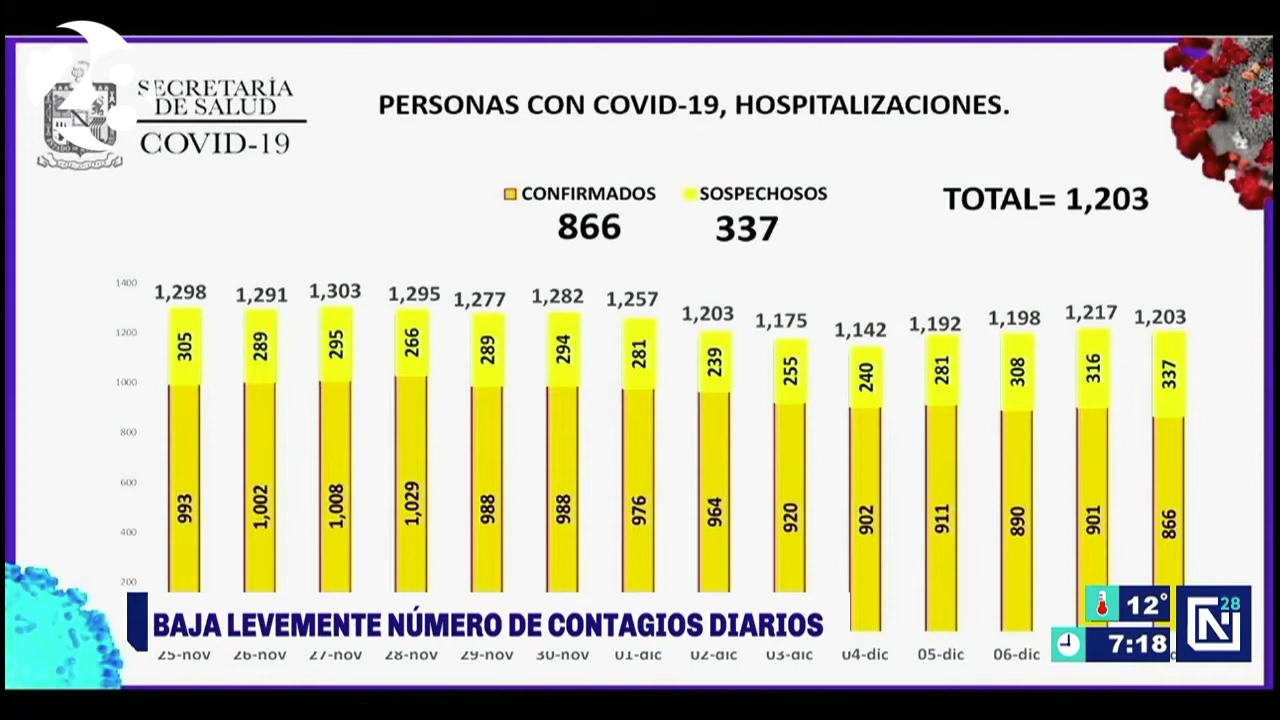 SECRETARÍA
DE SALUD
COVID-19
PERSONAS CON COVID-19, HOSPITALIZACIONES.
CONFIRMADOS SOSPECHOSOS
866 337
TOTAL= 1,203
1400
1200
1000
800
600
400
200
1,298 1,291 1,303 1,295 1,277 1,282 1,257 1,203 1,175 1,142 1,192 1,198 1,217 1,203
305 289 295 266 289 294 281 239 255 240 281 308 316 337
993 1,002 1,008 1,029 988 988 976 964 920 902 911 890 901 866
BAJA LEVEMENTE NÚMERO DE CONTAGIOS DIARIOS
12°
7:18
N 28
25-nov 26-nov 27-nov 28-nov 29-nov 30-nov 01-dic 02-dic 03-dic 04-dic 05-dic 06-dic